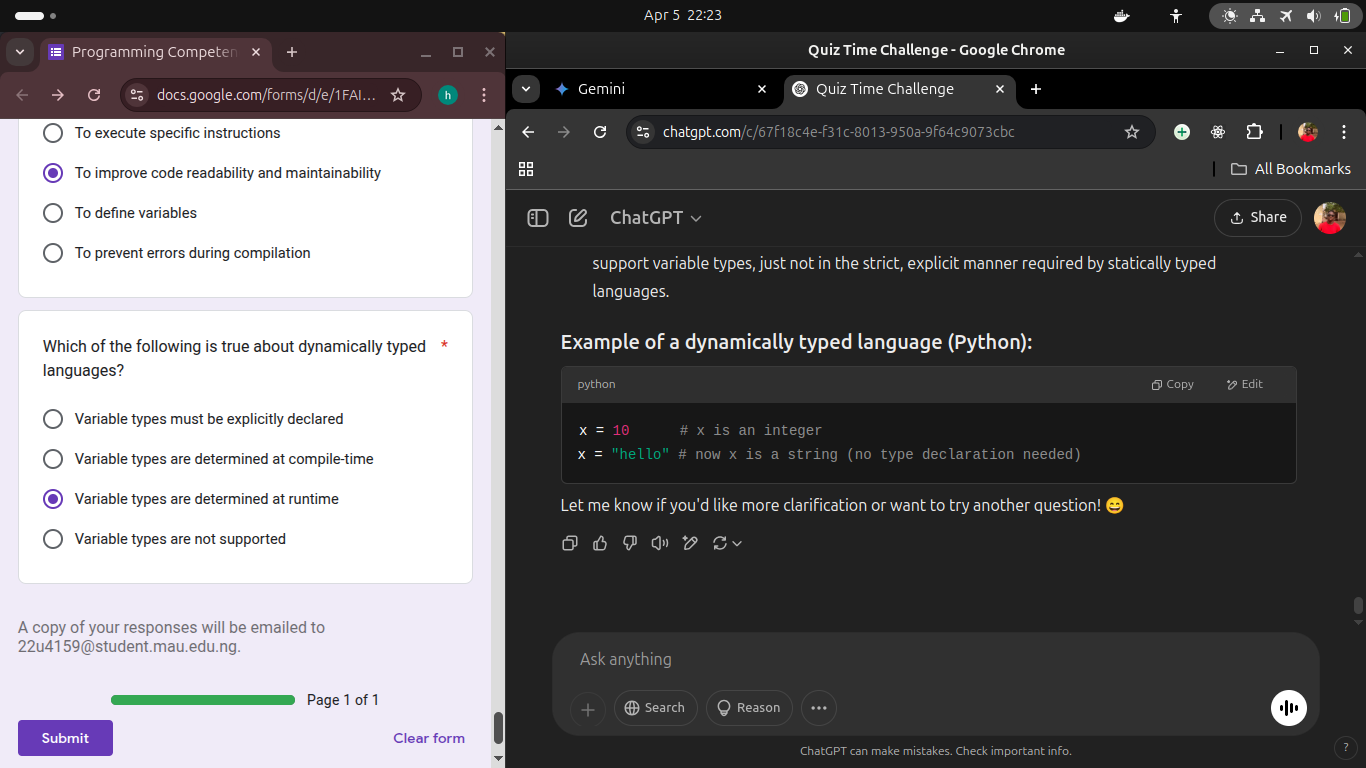 Apr 5 22:23
Programming Competen
docs.google.com/forms/d/e/1FAI...
h
To execute specific instructions
To improve code readability and maintainability
To define variables
To prevent errors during compilation
Which of the following is true about dynamically typed *
languages?
Variable types must be explicitly declared
Variable types are determined at compile-time
Variable types are determined at runtime
Variable types are not supported
A copy of your responses will be emailed to
22u4159@student.mau.edu.ng.
Page 1 of 1
Submit
Clear form
Quiz Time Challenge - Google Chrome
Gemini
Quiz Time Challenge
chatgpt.com/c/67f18c4e-f31c-8013-950a-9f64c9073cbc
All Bookmarks
ChatGPT
Share
support variable types, just not in the strict, explicit manner required by statically typed
languages.
Example of a dynamically typed language (Python):
python
Copy
Edit
x = 10 # x is an integer
x = "hello" # now x is a string (no type declaration needed)
Let me know if you'd like more clarification or want to try another question! 😄
Ask anything
Search
Reason
ChatGPT can make mistakes. Check important info.
?